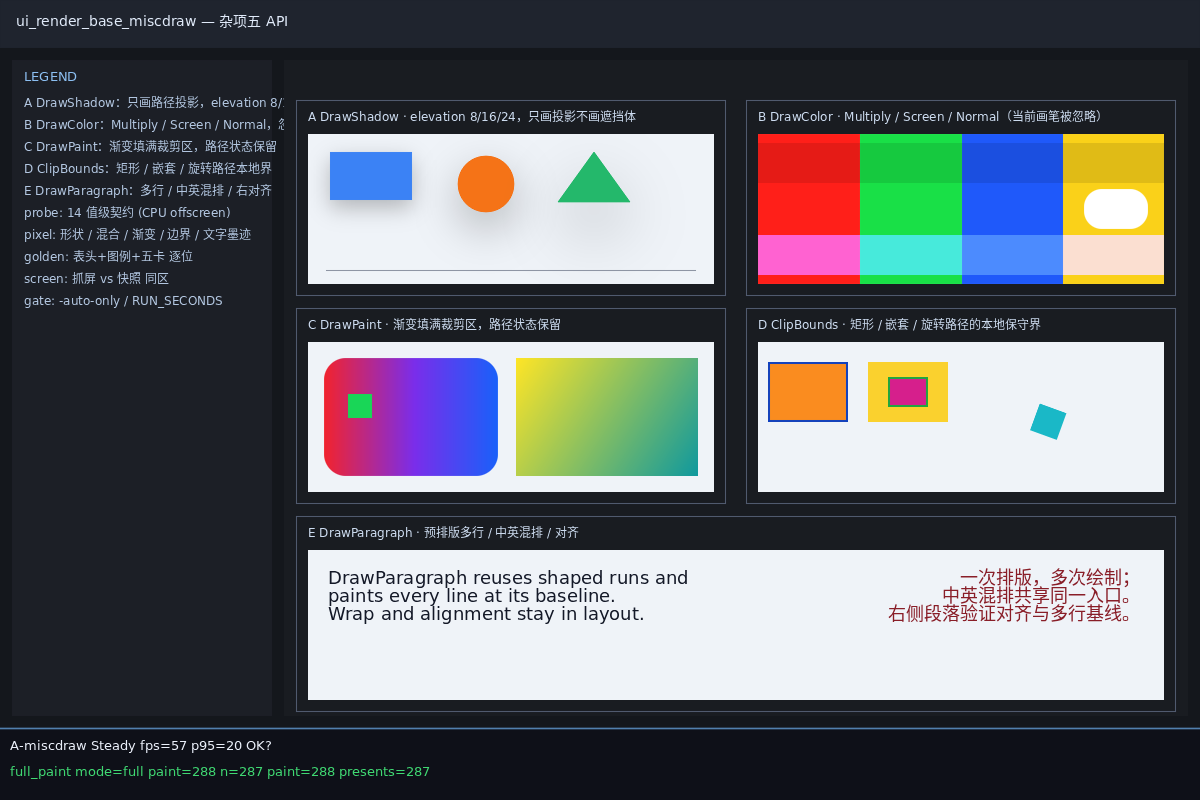 ui_render_base_miscdraw — 杂项五 API
LEGEND
A DrawShadow：只画路径投影，elevation 8/
B DrawColor：Multiply / Screen / Normal，
C DrawPaint：渐变填满裁剪区，路径状态保留
D ClipBounds：矩形 / 嵌套 / 旋转路径本地界
E DrawParagraph：多行 / 中英混排 / 右对齐
probe: 14 值级契约 (CPU offscreen)
pixel: 形状 / 混合 / 渐变 / 边界 / 文字墨迹
golden: 表头+图例+五卡 逐位
screen: 抓屏 vs 快照 同区
gate: -auto-only / RUN_SECONDS
A DrawShadow · elevation 8/16/24，只画投影不画遮挡体
B DrawColor · Multiply / Screen / Normal（当前画笔被忽略）
C DrawPaint · 渐变填满裁剪区，路径状态保留
D ClipBounds · 矩形 / 嵌套 / 旋转路径的本地保守界
E DrawParagraph · 预排版多行 / 中英混排 / 对齐
DrawParagraph reuses shaped runs and
paints every line at its baseline.
Wrap and alignment stay in layout.
一次排版，多次绘制；
中英混排共享同一入口。
右侧段落验证对齐与多行基线。
A-miscdraw Steady fps=57 p95=20 OK?
full_paint mode=full paint=288 n=287 paint=288 presents=287